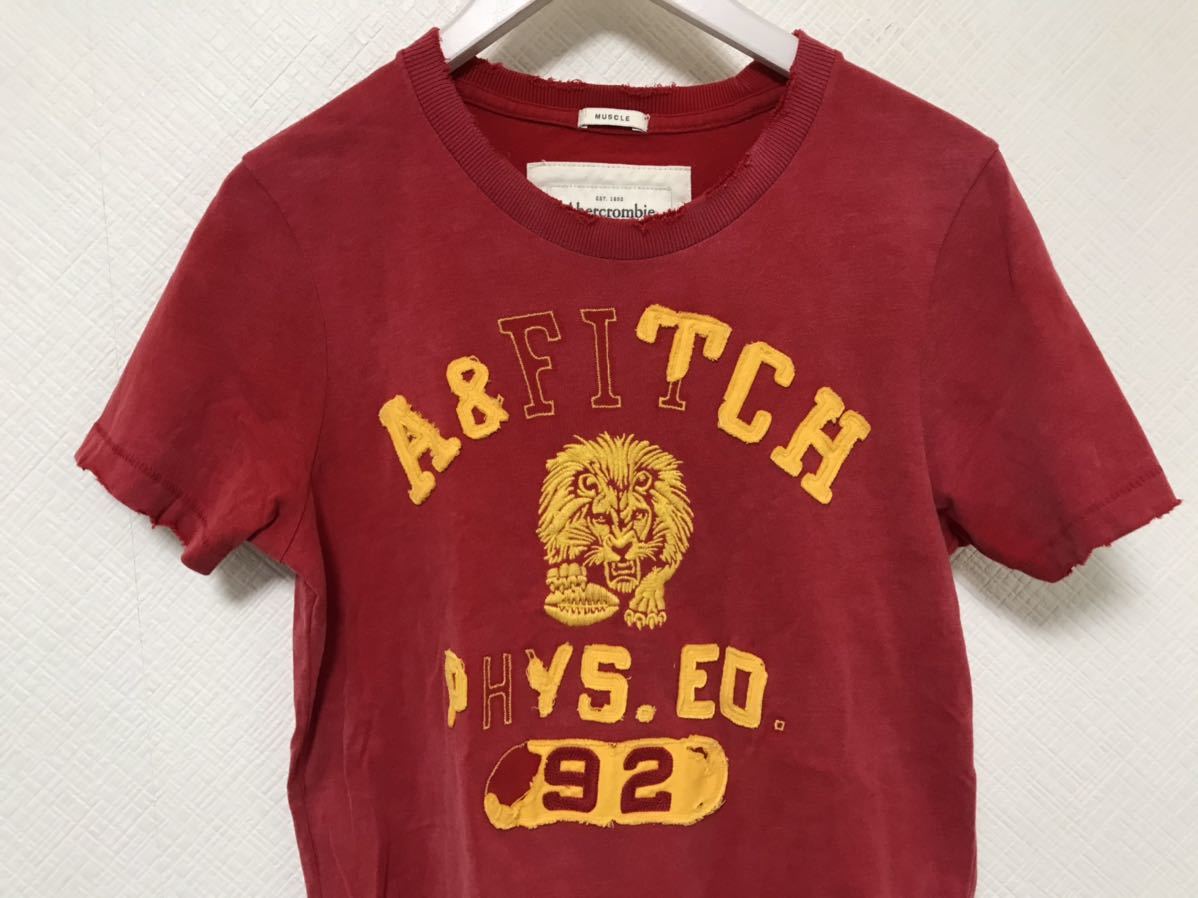 MUSCLE
EST. 1892
Abercrombie
A&FITCH
PHYS. ED.
92